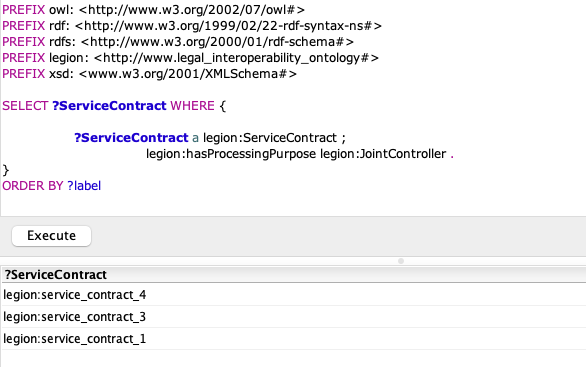 PREFIX owl: <http://www.w3.org/2002/07/owl#>
PREFIX rdf: <http://www.w3.org/1999/02/22-rdf-syntax-ns#>
PREFIX rdfs: <http://www.w3.org/2000/01/rdf-schema#>
PREFIX legion: <http://www.legal_interoperability_ontology#>
PREFIX xsd: <www.w3.org/2001/XMLSchema#>
SELECT ?ServiceContract WHERE {
?ServiceContract a legion:ServiceContract ;
legion:hasProcessingPurpose legion:JointController .
}
ORDER BY ?label
Execute
?ServiceContract
legion:service_contract_4
legion:service_contract_3
legion:service_contract_1